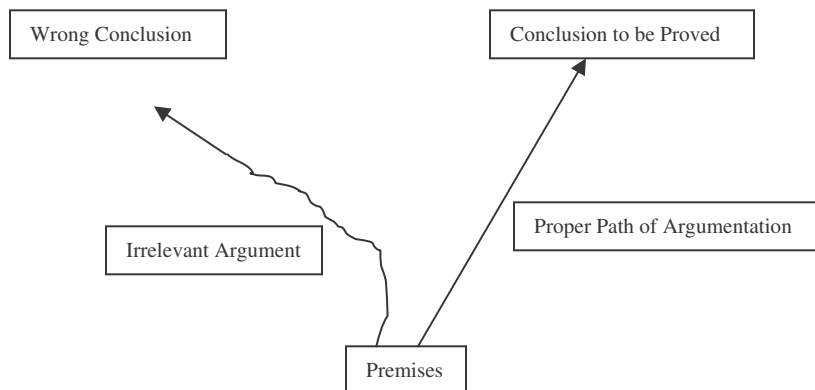 Wrong Conclusion
Conclusion to be Proved
Proper Path of Argumentation
Irrelevant Argument
Premises